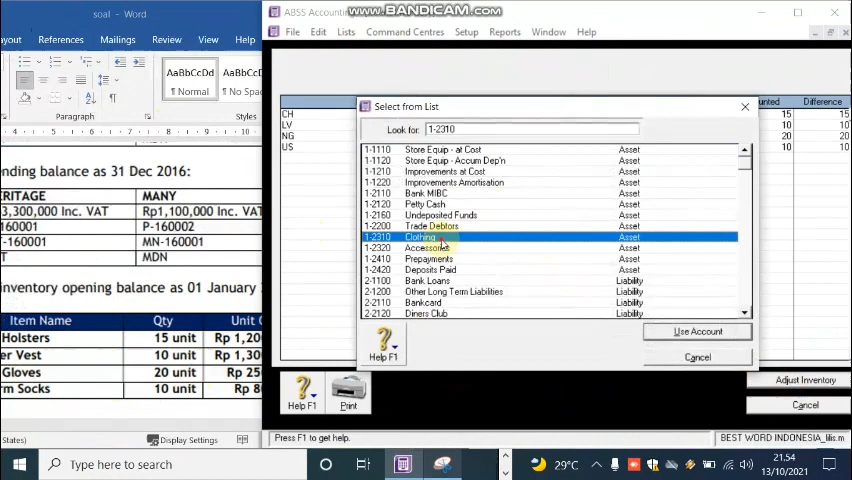 soal - Word
ABSS Accounting
www.BANDICAM.com
ayout References Mailings Review View Help
File Edit Lists Command Centres Setup Reports Window Help
AaBbCcDd AaBbCc
¶ Normal No Spac
Paragraph Styles
Select from List
Look for: 1-2310
1-1110 Store Equip - at Cost Asset
1-1120 Store Equip - Accum Dep'n Asset
1-1210 Improvements at Cost Asset
1-1220 Improvements Amortisation Asset
1-2110 Bank MIBC Asset
1-2120 Petty Cash Asset
1-2160 Undeposited Funds Asset
1-2200 Trade Debtors Asset
1-2310 Clothing Asset
1-2320 Accessories Asset
1-2410 Prepayments Asset
1-2420 Deposits Paid Asset
2-1100 Bank Loans Liability
2-1200 Other Long Term Liabilities Liability
2-2110 Bankcard Liability
2-2120 Diners Club Liability
Help F1
Use Account
Cancel
unted Difference
CH 15 15
LV 10 10
NG 20 20
US 10 10
ending balance as 31 Dec 2016:
ERITAGE MANY
3,300,000 Inc. VAT Rp1,100,000 Inc. VAT
160001 P-160002
T-160001 MN-160001
X MDN
inventory opening balance as 01 January
Item Name Qty Unit C
Holsters 15 unit Rp 1,20
er Vest 10 unit Rp 1,30
Gloves 20 unit Rp 25
rm Socks 10 unit Rp 8
Help F1 Print
Adjust Inventory
Cancel
States) Display Settings
Press F1 to get help.
BEST WORD INDONESIA_lilis.m
Type here to search
29°C
21.54
13/10/2021